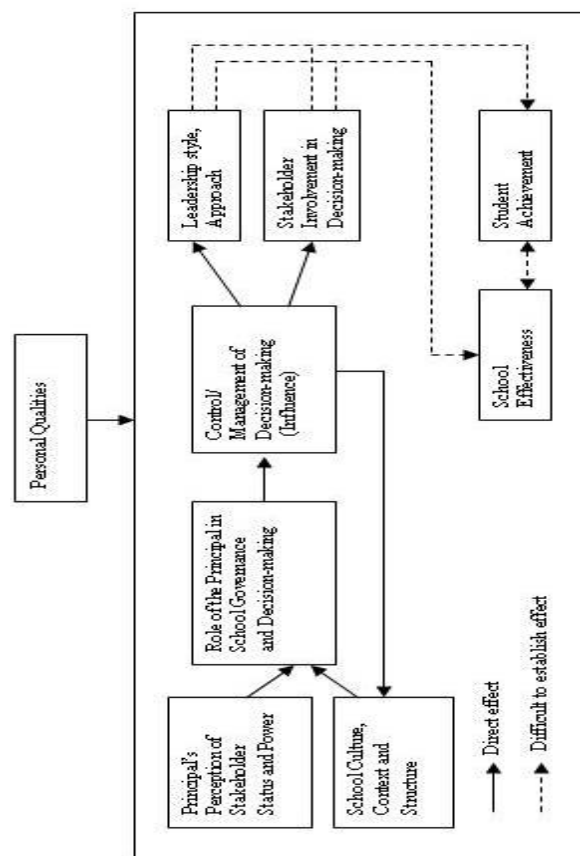 Personal Qualities
Principal's
Perception of
Stakeholder
Status and Power
Role of the Principal in
School Governance
and Decision-making
Control/
Management of
Decision-making
(Influence)
Leadership style,
Approach
Stakeholder
Involvement in
Decision-making
School Culture,
Context and
Structure
School
Effectiveness
Student
Achievement
Direct effect
Difficult to establish effect